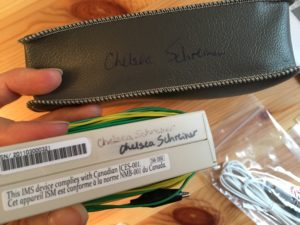 Chelsea Schreiner
Chelsea Schreiner
Chelsea Schreiner
This ISM device complies with Canadian ICES-001.
Cet appareil ISM est conforme à la norme NMB-001 du Canada.